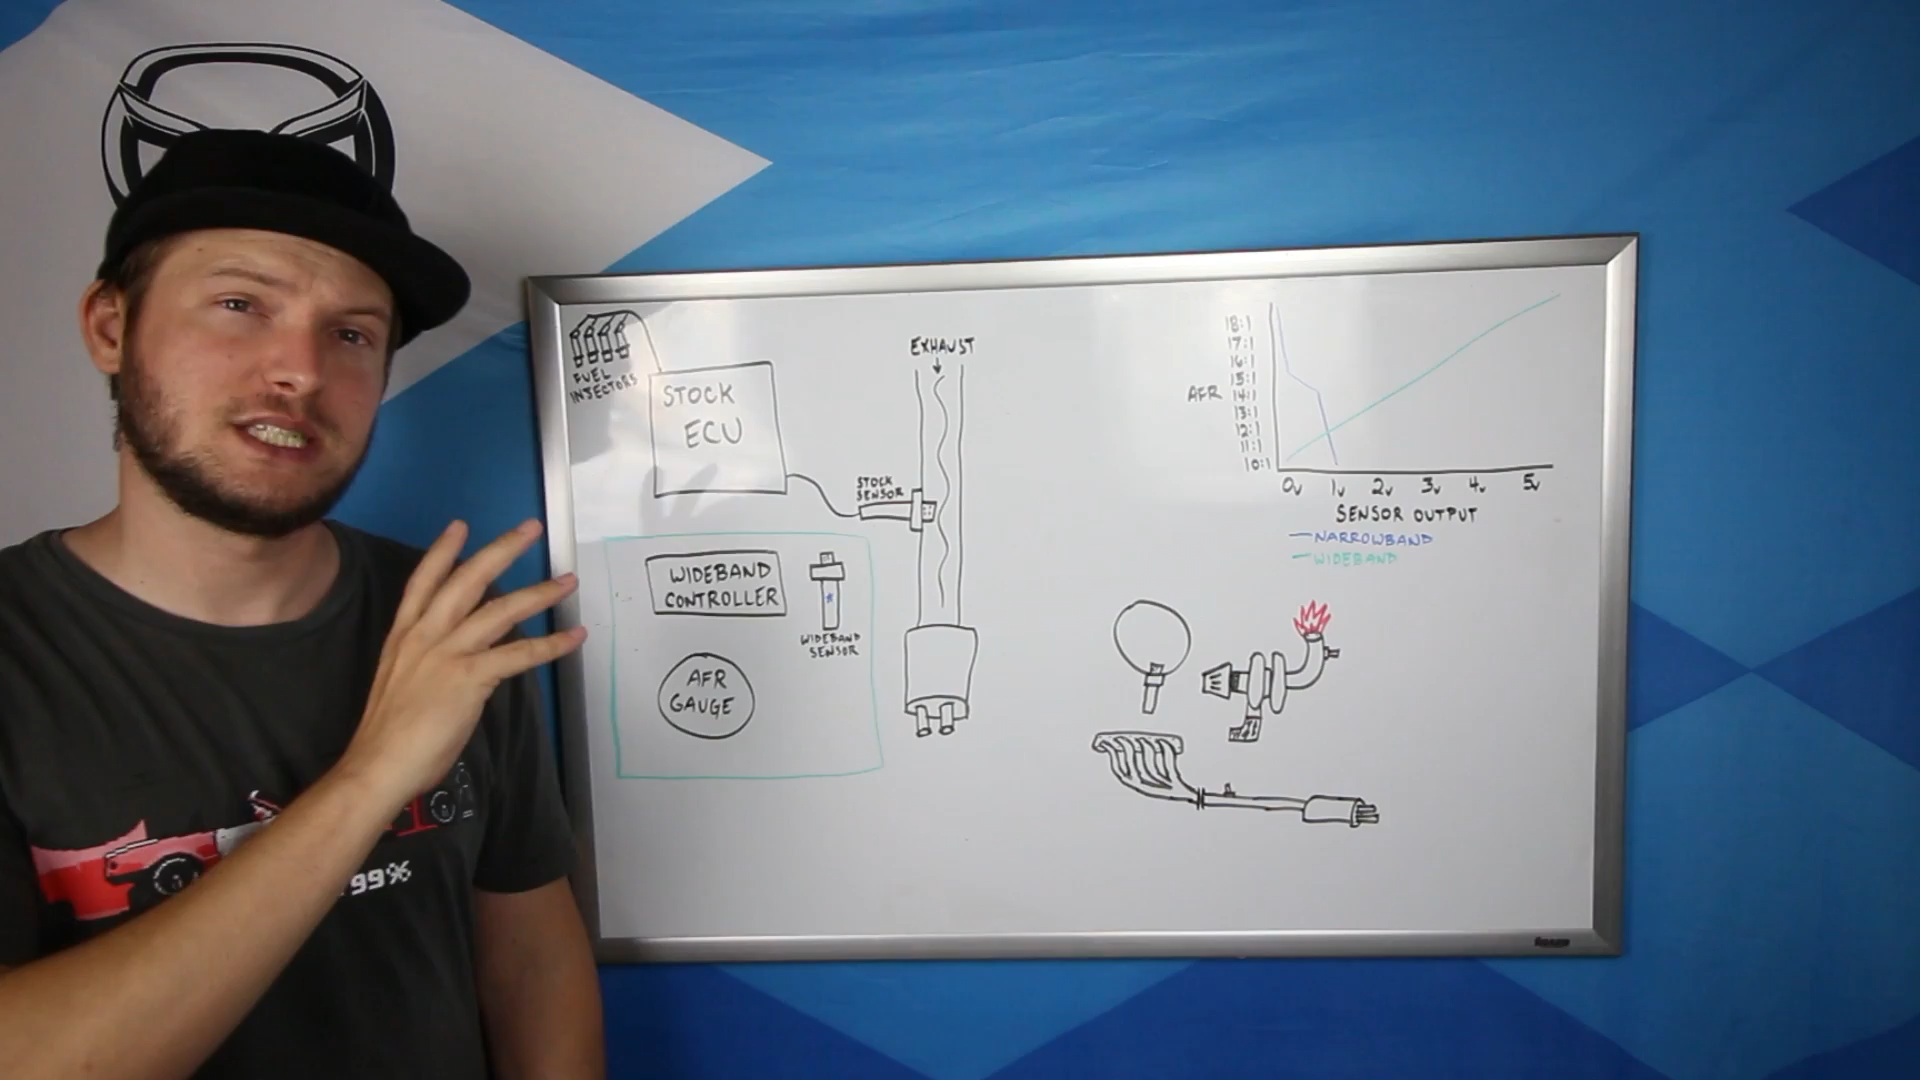 FUEL
INJECTORS
STOCK
ECU
EXHAUST
STOCK
SENSOR
WIDEBAND
CONTROLLER
WIDEBAND
SENSOR
AFR
GAUGE
AFR
18:1
17:1
16:1
15:1
14:1
13:1
12:1
11:1
10:1
0v 1v 2v 3v 4v 5v
SENSOR OUTPUT
NARROWBAND
WIDEBAND
99%